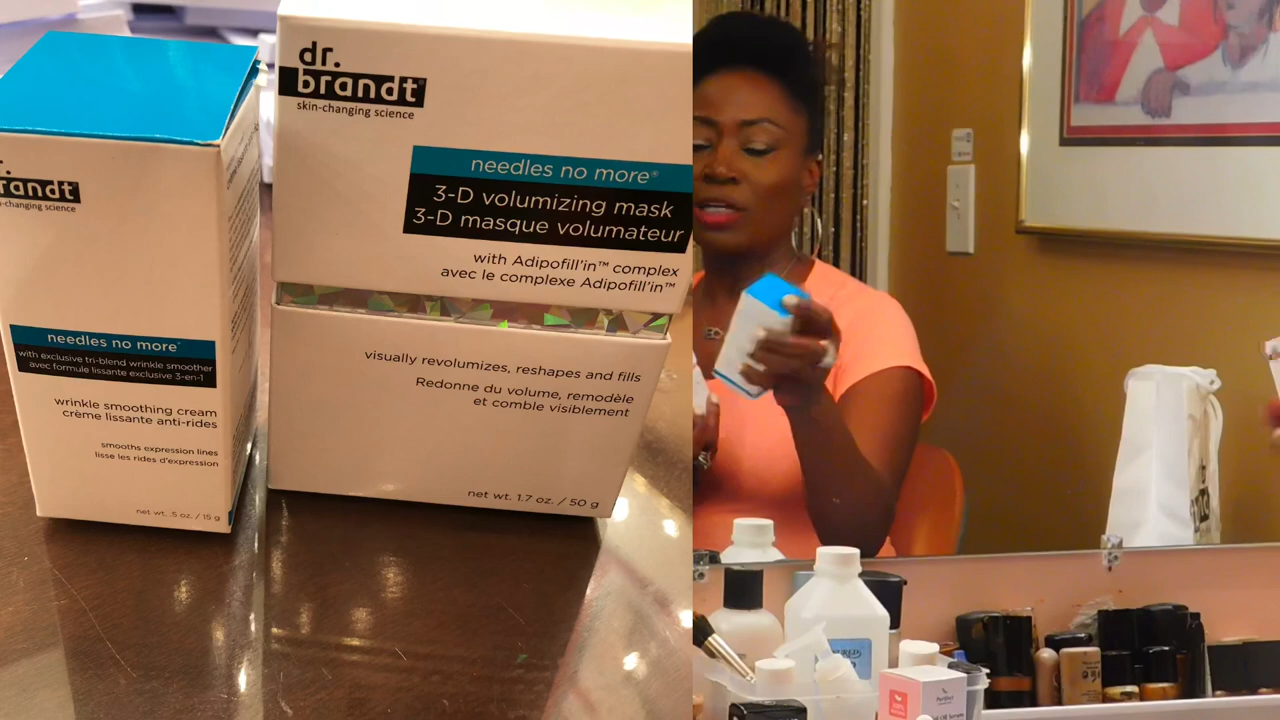 dr.
brandt
skin-changing science
needles no more®
3-D volumizing mask
3-D masque volumateur
with Adipofill'in™ complex
avec le complexe Adipofill'in™
visually revolumizes, reshapes and fills
Redonne du volume, remodèle
et comble visiblement
net wt. 1.7 oz. / 50 g
needles no more®
with exclusive tri-blend wrinkle smoother
avec formule lissante exclusive 3-en-1
wrinkle smoothing cream
crème lissante anti-rides
smooths expression lines
lisse les rides d'expression
net wt. .5 oz. / 15 g